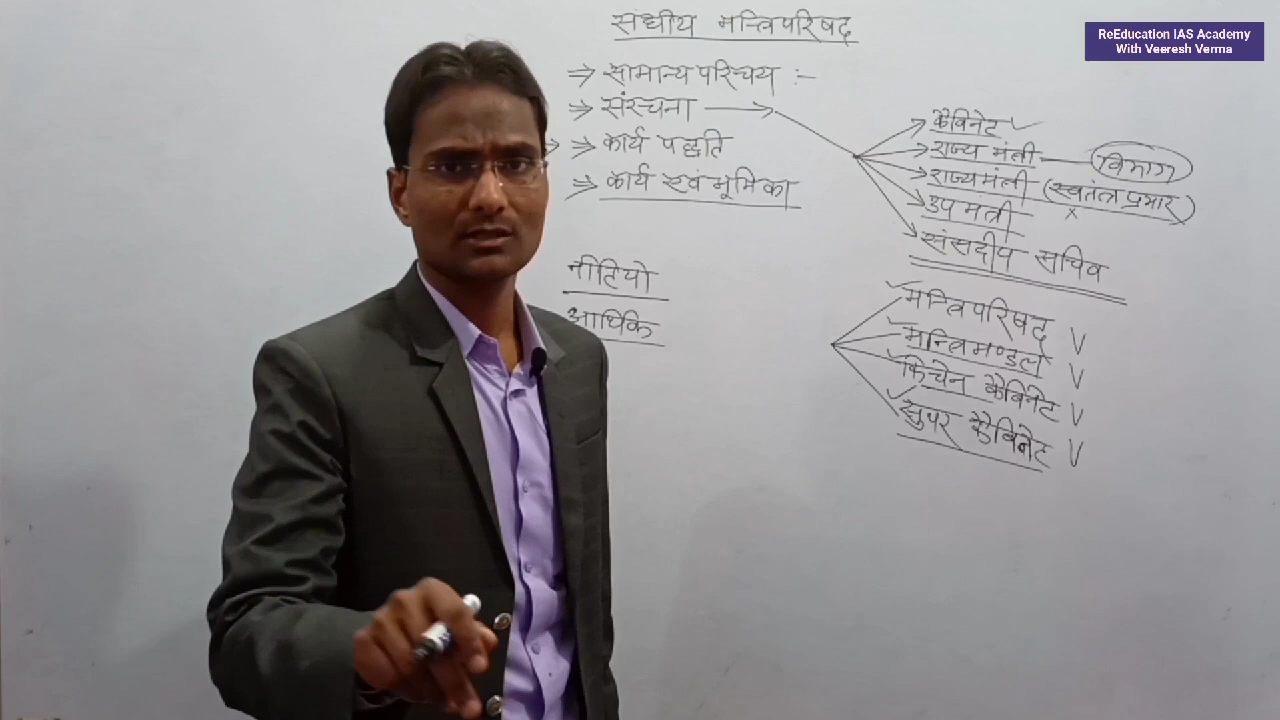 संघीय मन्त्रिपरिषद्
ReEducation IAS Academy
With Veeresh Verma
⇒ सामान्य परिचय :-
⇒ संरचना
⇒ कार्य पद्धति
⇒ कार्य एवं भूमिका
कैबिनेट
राज्य मंत्री विभाग
राज्यमंत्री (स्वतंत्र प्रभार)
उप मंत्री
संसदीय सचिव
नीतियो
आर्थिक
मन्त्रिपरिषद्
मन्त्रिमण्डल
किचेन कैबिनेट
सुपर कैबिनेट